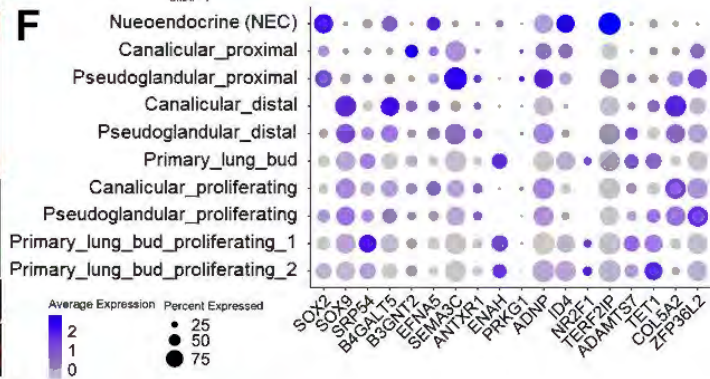 F
Nueoendocrine (NEC)
Canalicular_proximal
Pseudoglandular_proximal
Canalicular_distal
Pseudoglandular_distal
Primary_lung_bud
Canalicular_proliferating
Pseudoglandular_proliferating
Primary_lung_bud_proliferating_1
Primary_lung_bud_proliferating_2
SOX2
SOX9
SRP54
B4GALT5
B3GNT2
EFNA5
SEMA3C
ANTXR1
ENAH
PRKG1
ADNP
ID4
NR2F1
TERF2IP
ADAMTS7
TET1
COL5A2
ZFP36L2
Average Expression Percent Expressed
2
1
0
25
50
75